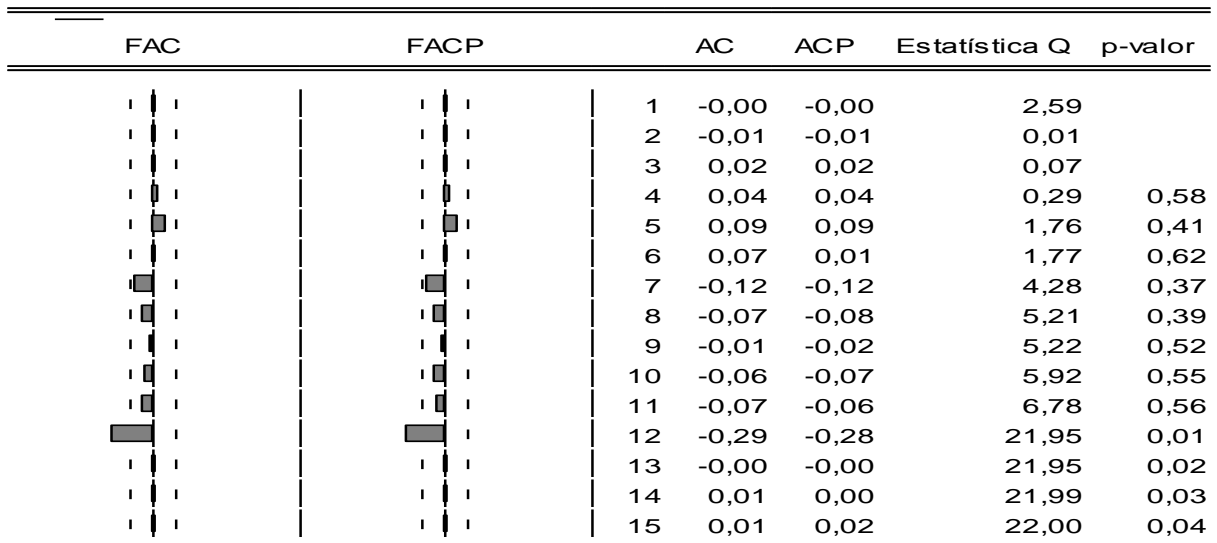 FAC FACP AC ACP Estatística Q p-valor
1 -0,00 -0,00 2,59
2 -0,01 -0,01 0,01
3 0,02 0,02 0,07
4 0,04 0,04 0,29 0,58
5 0,09 0,09 1,76 0,41
6 0,07 0,01 1,77 0,62
7 -0,12 -0,12 4,28 0,37
8 -0,07 -0,08 5,21 0,39
9 -0,01 -0,02 5,22 0,52
10 -0,06 -0,07 5,92 0,55
11 -0,07 -0,06 6,78 0,56
12 -0,29 -0,28 21,95 0,01
13 -0,00 -0,00 21,95 0,02
14 0,01 0,00 21,99 0,03
15 0,01 0,02 22,00 0,04